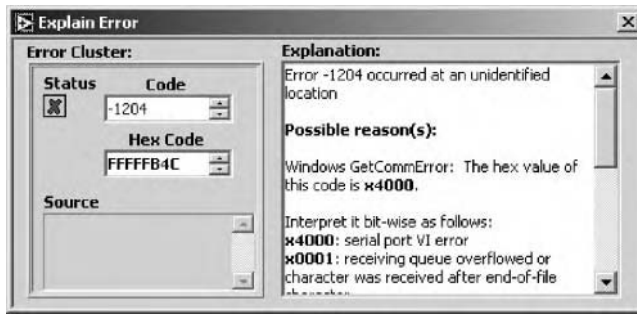 Explain Error
Error Cluster:
Status
Code
-1204
Hex Code
FFFFFB4C
Source
Explanation:
Error -1204 occurred at an unidentified
location
Possible reason(s):
Windows GetCommError: The hex value of
this code is x4000.
Interpret it bit-wise as follows:
x4000: serial port VI error
x0001: receiving queue overflowed or
character was received after end-of-file